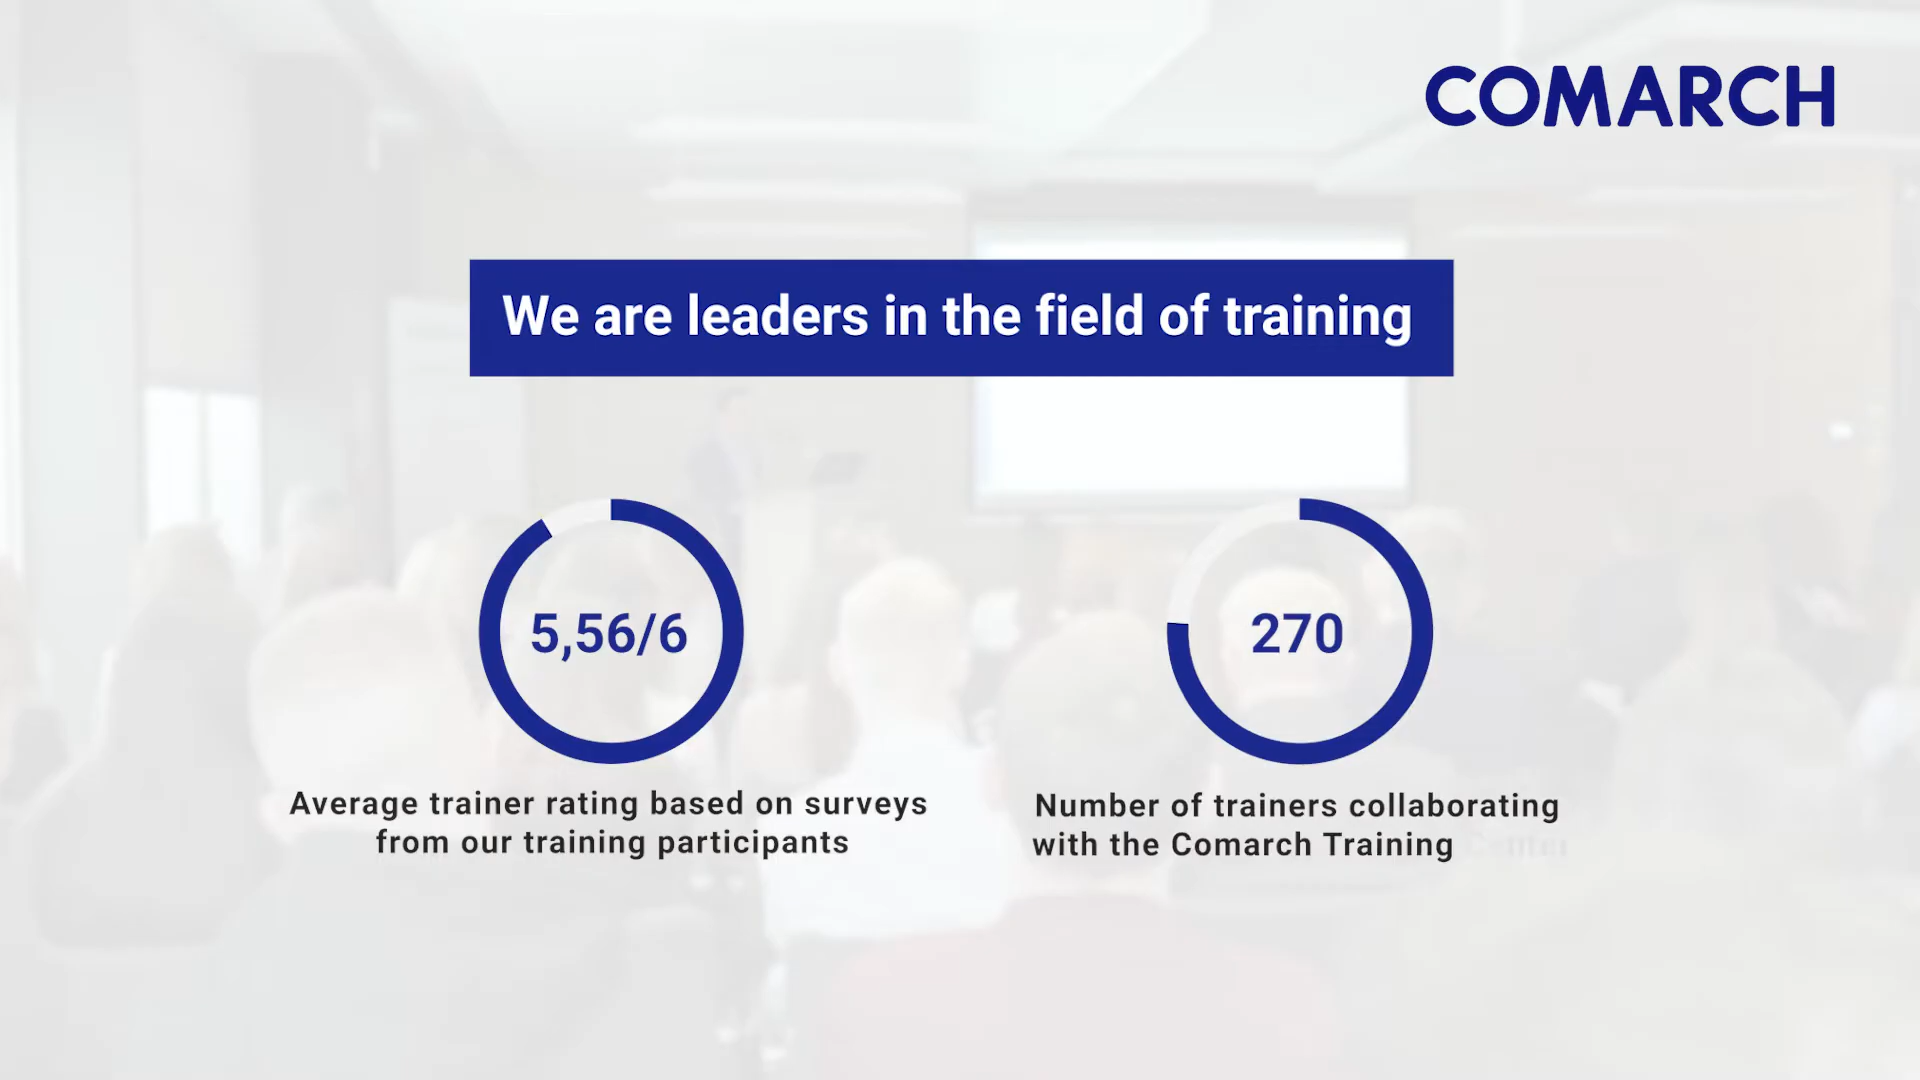 COMARCH
We are leaders in the field of training
5,56/6
270
Average trainer rating based on surveys
from our training participants
Number of trainers collaborating
with the Comarch Training Center